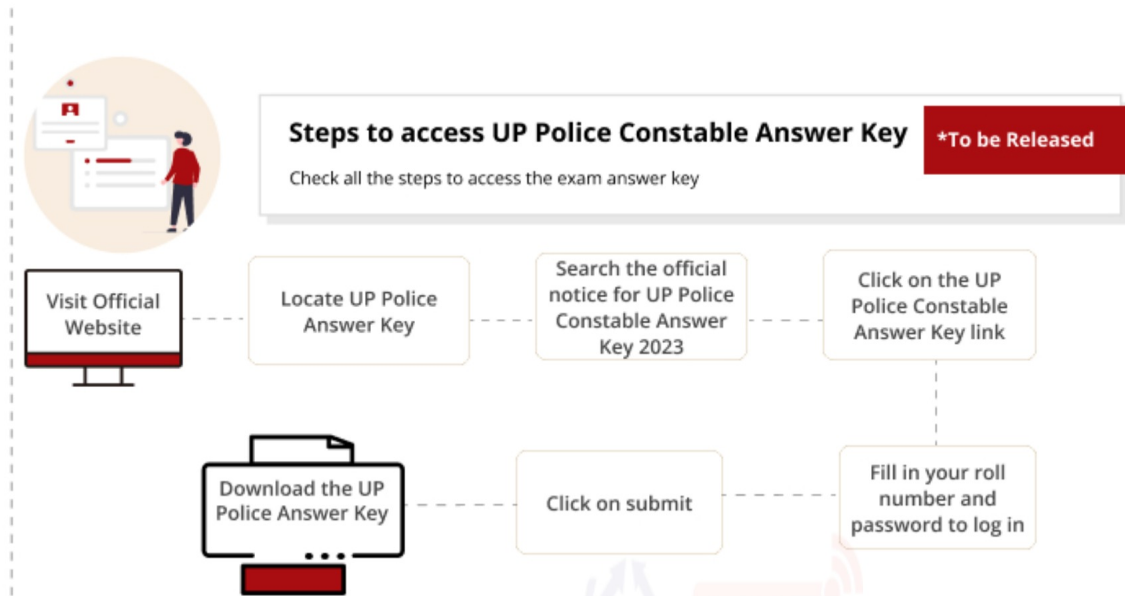 Steps to access UP Police Constable Answer Key
*To be Released
Check all the steps to access the exam answer key
Visit Official
Website
Locate UP Police
Answer Key
Search the official
notice for UP Police
Constable Answer
Key 2023
Click on the UP
Police Constable
Answer Key link
Fill in your roll
number and
password to log in
Click on submit
Download the UP
Police Answer Key